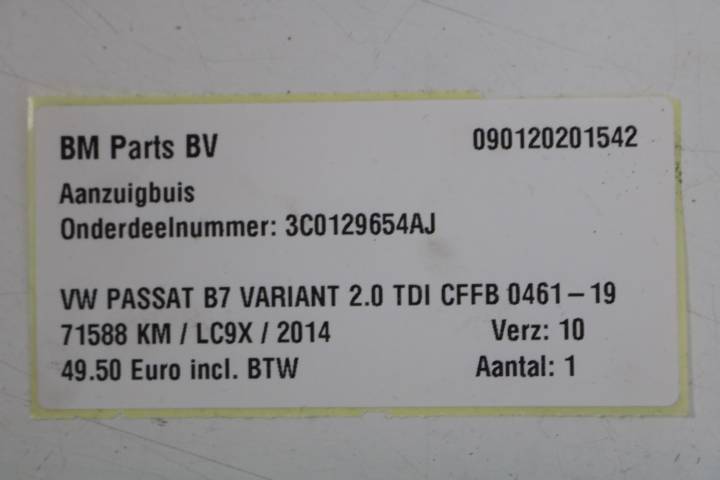 BM Parts BV 090120201542
Aanzuigbuis
Onderdeelnummer: 3C0129654AJ
VW PASSAT B7 VARIANT 2.0 TDI CFFB 0461-19
71588 KM / LC9X / 2014 Verz: 10
49.50 Euro incl. BTW Aantal: 1